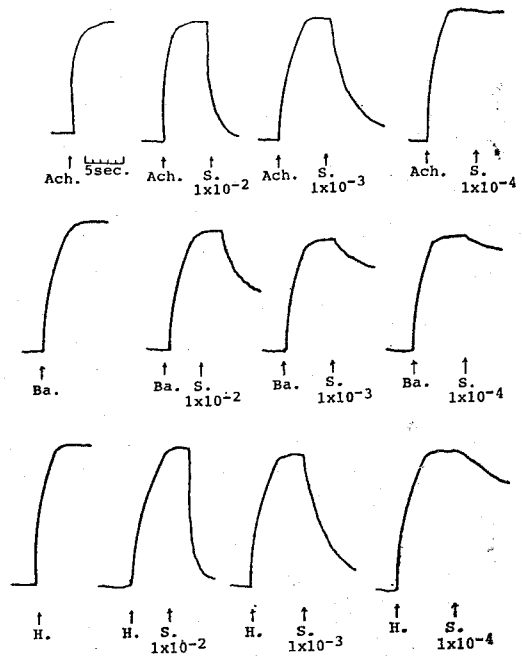 ↑ 5sec. ↑ ↑ ↑ ↑ ↑ ↑
Ach. Ach. S. Ach. S. Ach. S.
1x10-2 1x10-3 1x10-4
↑ ↑ ↑ ↑ ↑ ↑ ↑
Ba. Ba. S. Ba. S. Ba. S.
1x10-2 1x10-3 1x10-4
↑ ↑ ↑ ↑ ↑ ↑ ↑
H. H. S. H. S. H. S.
1x10-2 1x10-3 1x10-4